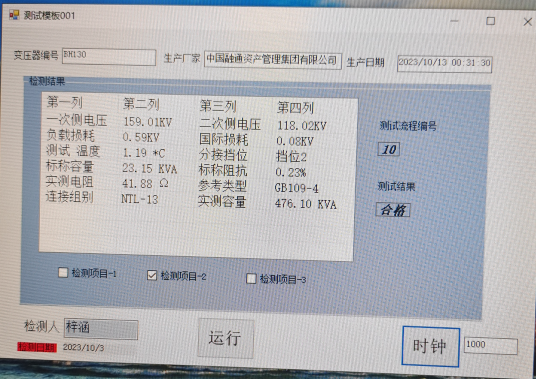 测试模板001
变压器编号 BH130 生产厂家 中国融通资产管理集团有限公司 生产日期 2023/10/13 00:31:30
检测结果
第一列 第二列 第三列 第四列
一次侧电压 159.01KV 二次侧电压 118.02KV
负载损耗 0.59KV 国际损耗 0.08KV
测试 温度 1.19 *C 分接挡位 挡位2
标称容量 23.15 KVA 标称阻抗 0.23%
实测电阻 41.88 Ω 参考类型 GB109-4
连接组别 NTL-13 实测容量 476.10 KVA
测试流程编号
10
测试结果
合格
检测项目-1 检测项目-2 检测项目-3
检测人 梓涵 运行 时钟 1000
检测日期 2023/10/3